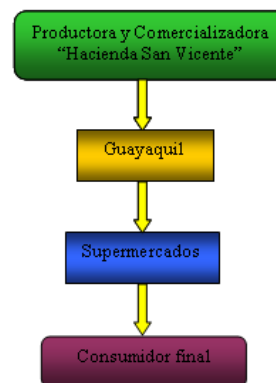 Productora y Comercializadora
“Hacienda San Vicente”
Guayaquil
Supermercados
Consumidor final